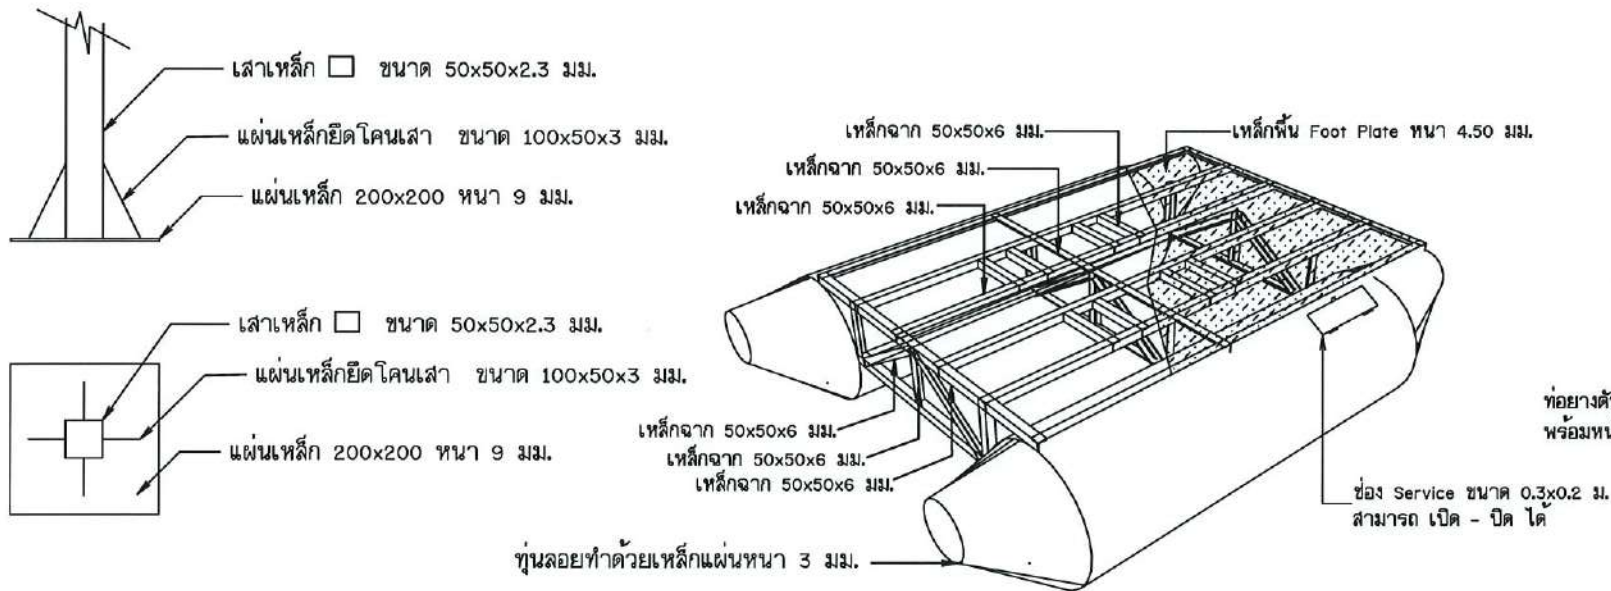 เสาเหล็ก ขนาด 50x50x2.3 มม.
แผ่นเหล็กยึดโคนเสา ขนาด 100x50x3 มม.
แผ่นเหล็ก 200x200 หนา 9 มม.
เสาเหล็ก ขนาด 50x50x2.3 มม.
แผ่นเหล็กยึดโคนเสา ขนาด 100x50x3 มม.
แผ่นเหล็ก 200x200 หนา 9 มม.
เหล็กฉาก 50x50x6 มม.
เหล็กพื้น Foot Plate หนา 4.50 มม.
เหล็กฉาก 50x50x6 มม.
เหล็กฉาก 50x50x6 มม.
เหล็กฉาก 50x50x6 มม.
เหล็กฉาก 50x50x6 มม.
เหล็กฉาก 50x50x6 มม.
ทุ่นลอยทำด้วยเหล็กแผ่นหนา 3 มม.
ท่อยาง
พร้อม
ช่อง Service ขนาด 0.3x0.2 ม.
สามารถ เปิด - ปิด ได้